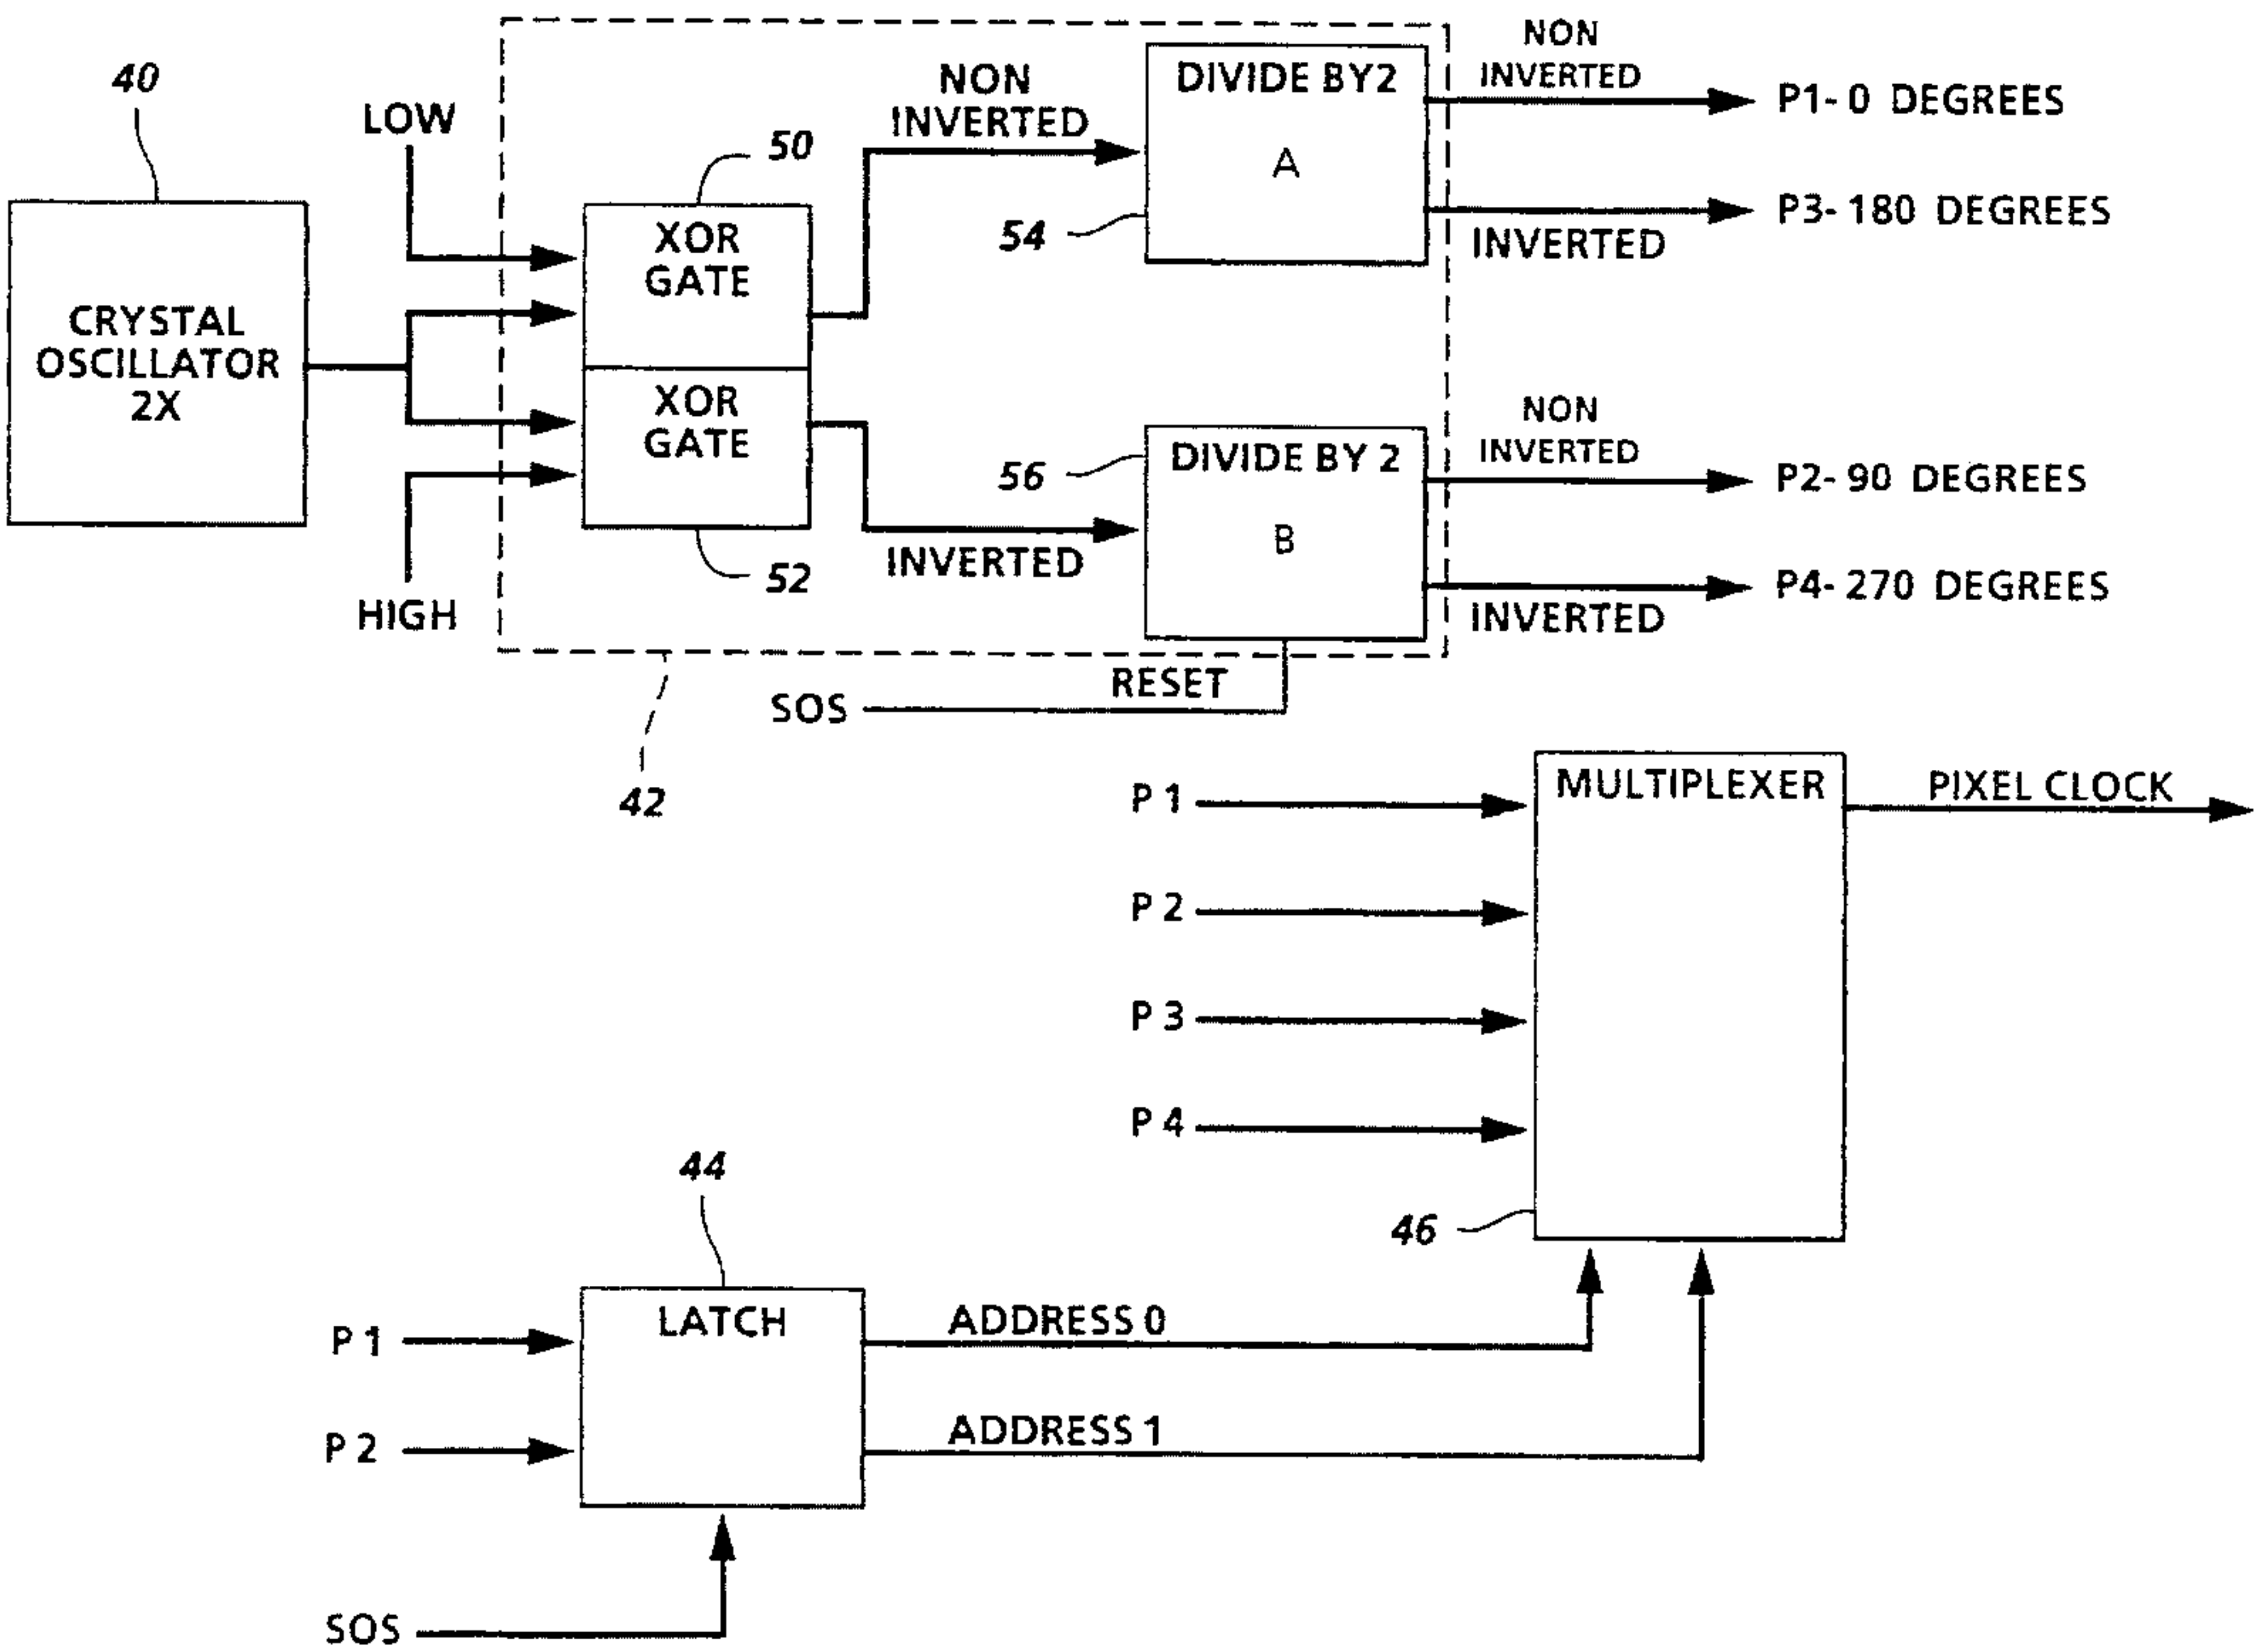 40
LOW
CRYSTAL
OSCILLATOR
2X
HIGH
50
XOR
GATE
XOR
GATE
52
NON
INVERTED
INVERTED
DIVIDE BY2
A
54
56
DIVIDE BY 2
B
NON
INVERTED
P1- 0 DEGREES
P3- 180 DEGREES
INVERTED
NON
INVERTED
P2- 90 DEGREES
P4- 270 DEGREES
INVERTED
RESET
SOS
42
P 1
P 2
P 3
P 4
MULTIPLEXER
PIXEL CLOCK
46
44
P 1
P 2
LATCH
ADDRESS 0
ADDRESS 1
SOS